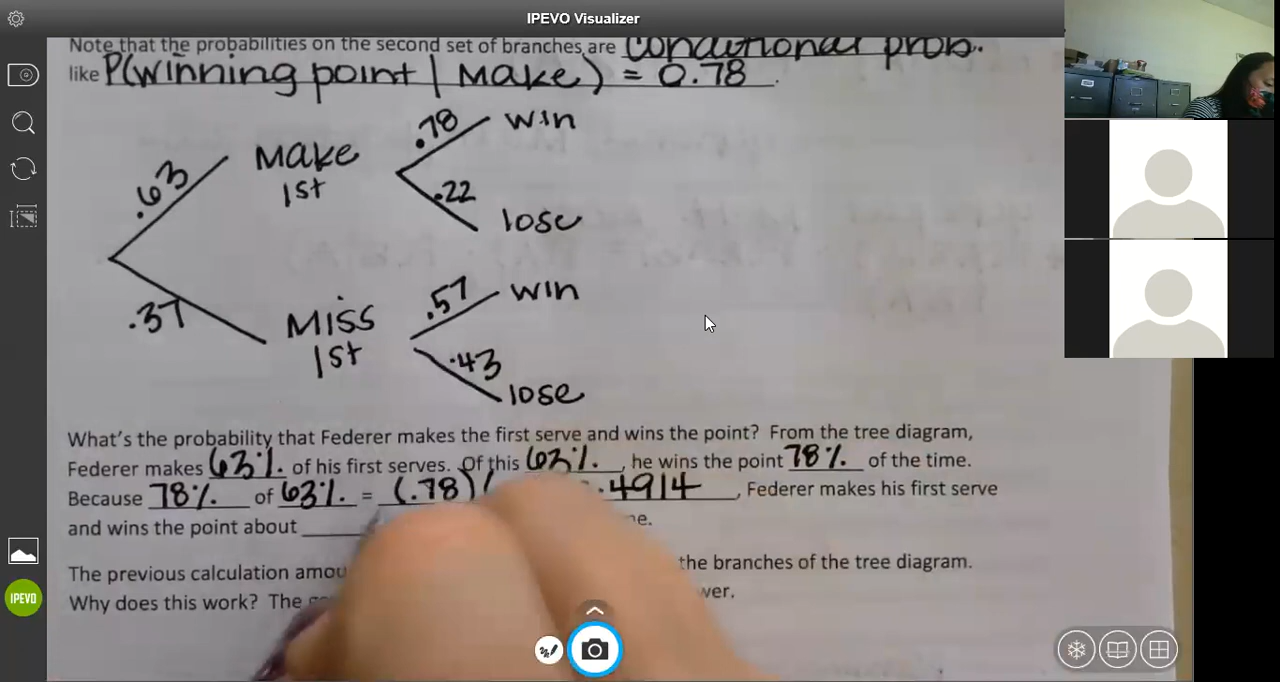 IPEVO Visualizer
Note that the probabilities on the second set of branches are conditional prob.
like P(winning point | Make) = 0.78.
.63
Make
1st
.78
win
.22
lose
.37
Miss
1st
.57
win
.43
lose
What's the probability that Federer makes the first serve and wins the point? From the tree diagram,
Federer makes 63%. of his first serves. Of this 63%., he wins the point 78%. of the time.
Because 78%. of 63%. = (.78)( .4914, Federer makes his first serve
and wins the point about
The previous calculation the branches of the tree diagram.
Why does this work? The
IPEVO